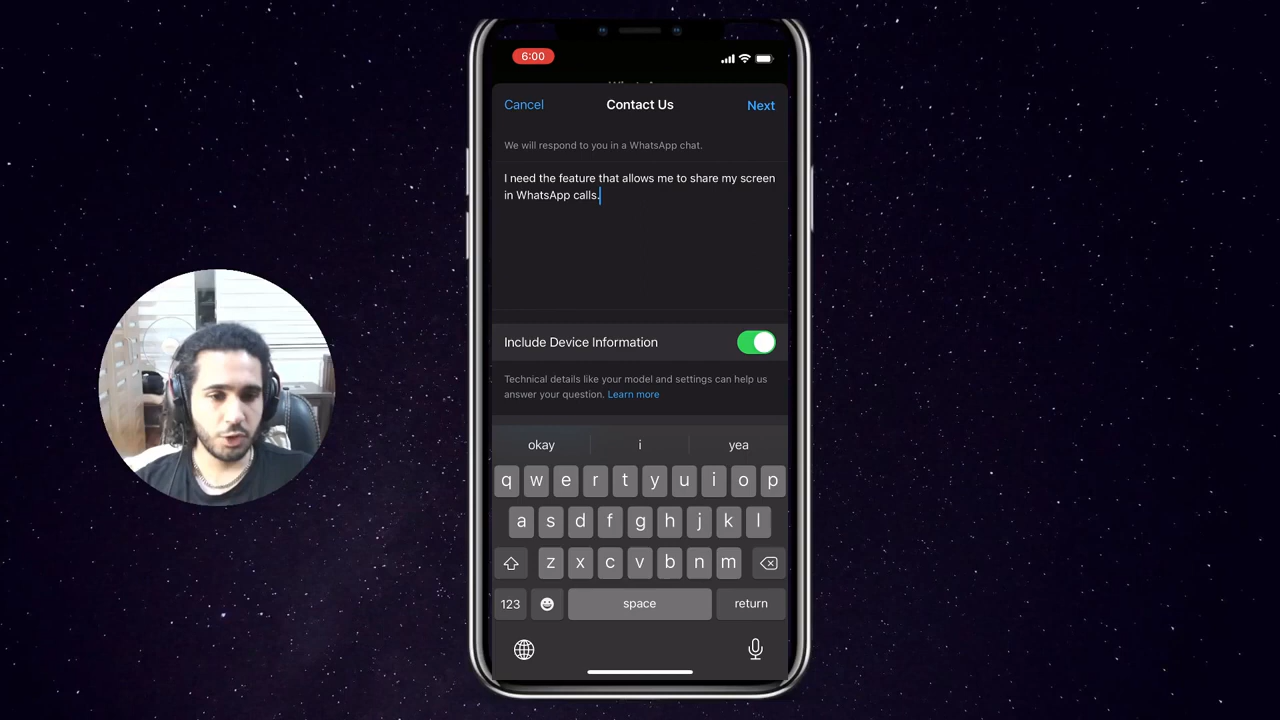 6:00
Cancel Contact Us Next
We will respond to you in a WhatsApp chat.
I need the feature that allows me to share my screen
in WhatsApp calls.
Include Device Information
Technical details like your model and settings can help us
answer your question. Learn more
okay i yea
q w e r t y u i o p
a s d f g h j k l
z x c v b n m
123 space return